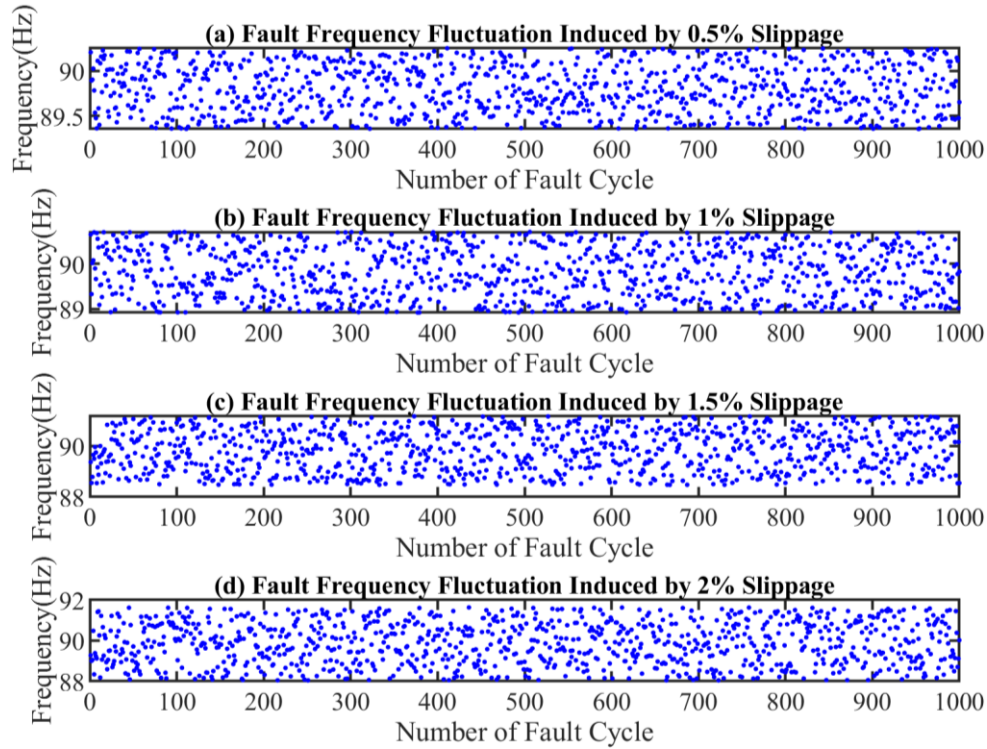 (a) Fault Frequency Fluctuation Induced by 0.5% Slippage
Frequency(Hz)
90
89.5
0 100 200 300 400 500 600 700 800 900 1000
Number of Fault Cycle
(b) Fault Frequency Fluctuation Induced by 1% Slippage
Frequency(Hz)
90
89
0 100 200 300 400 500 600 700 800 900 1000
Number of Fault Cycle
(c) Fault Frequency Fluctuation Induced by 1.5% Slippage
Frequency(Hz)
90
88
0 100 200 300 400 500 600 700 800 900 1000
Number of Fault Cycle
(d) Fault Frequency Fluctuation Induced by 2% Slippage
Frequency(Hz)
92
90
88
0 100 200 300 400 500 600 700 800 900 1000
Number of Fault Cycle